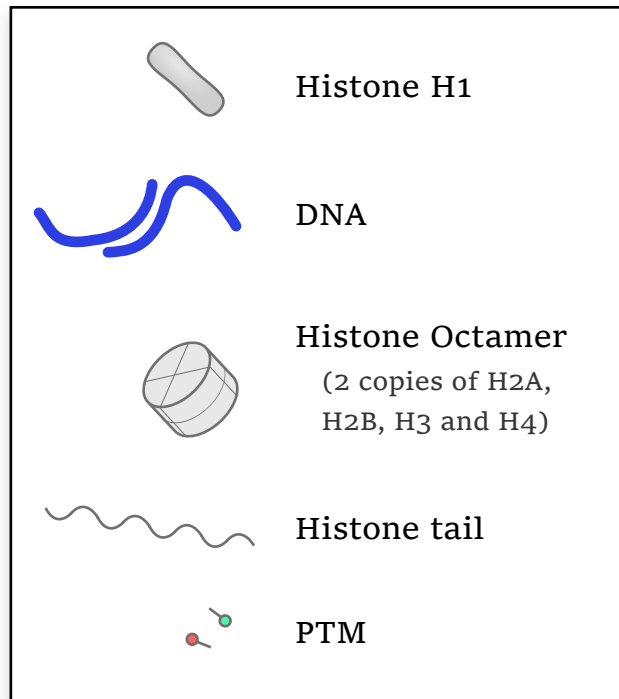 Histone H1
DNA
Histone Octamer
(2 copies of H2A,
H2B, H3 and H4)
Histone tail
PTM